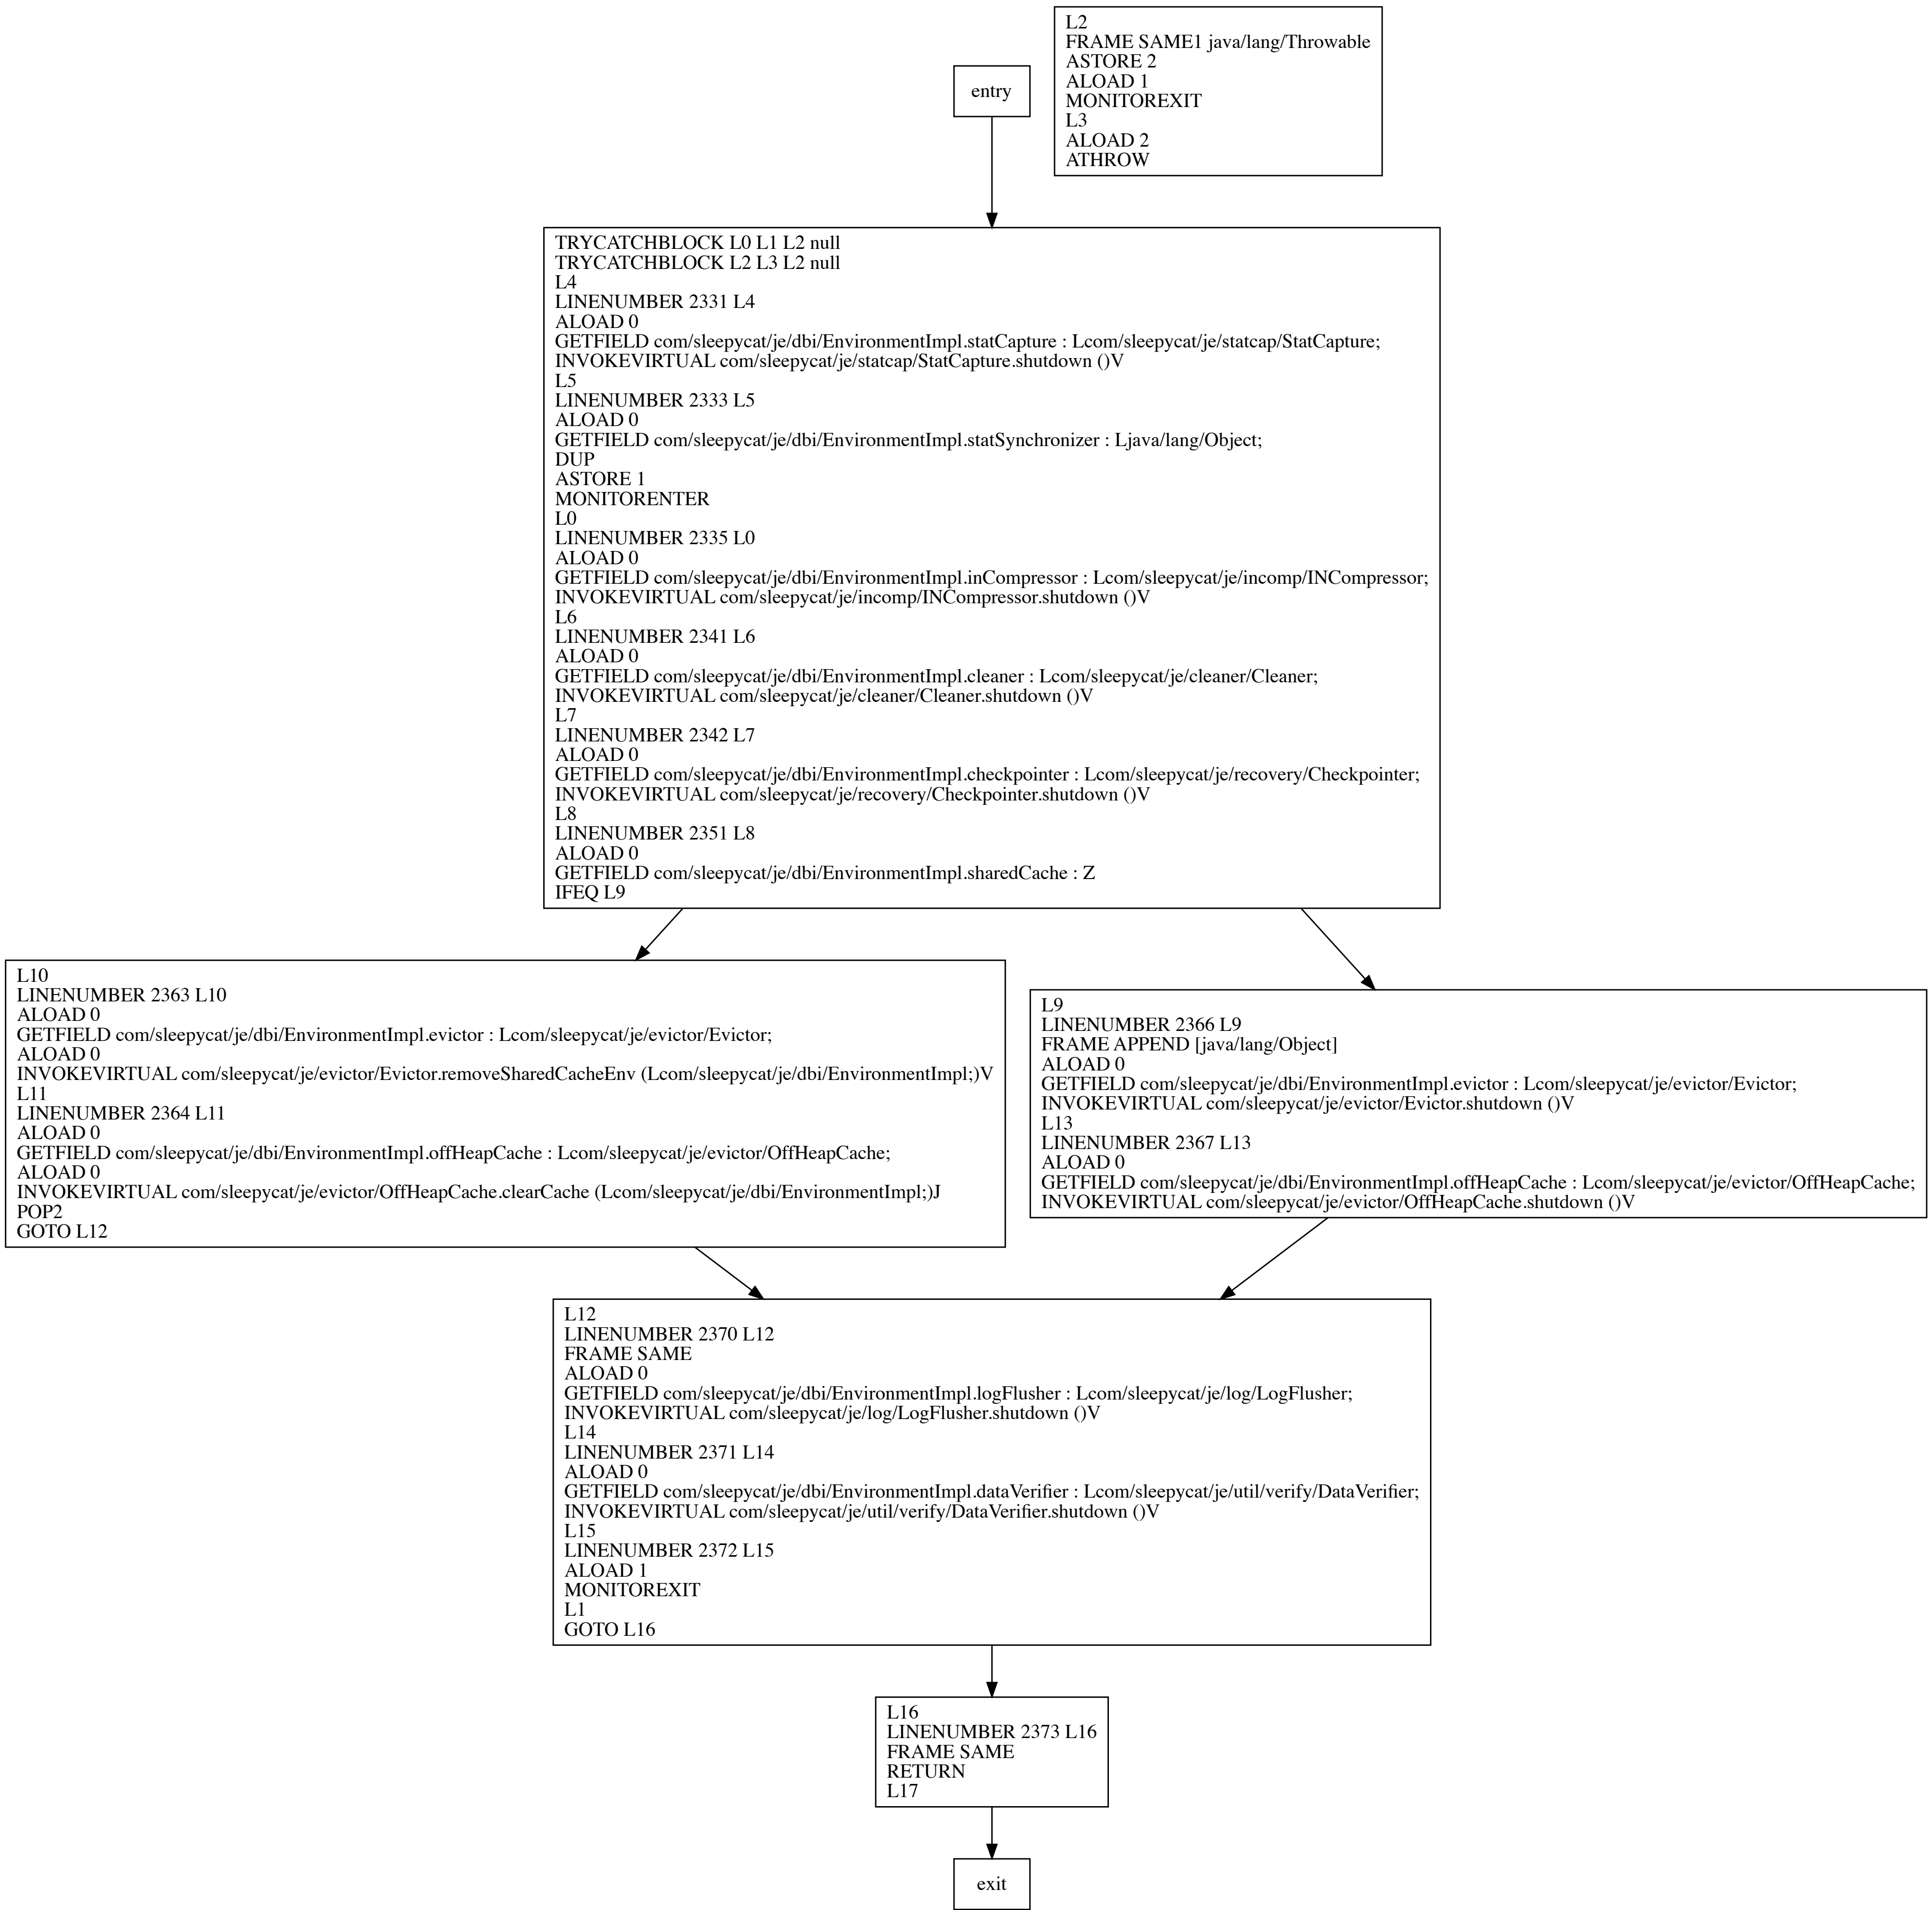 L2
FRAME SAME1 java/lang/Throwable
ASTORE 2
ALOAD 1
MONITOREXIT
L3
ALOAD 2
ATHROW
entry
TRYCATCHBLOCK L0 L1 L2 null
TRYCATCHBLOCK L2 L3 L2 null
L4
LINENUMBER 2331 L4
ALOAD 0
GETFIELD com/sleepycat/je/dbi/EnvironmentImpl.statCapture : Lcom/sleepycat/je/statcap/StatCapture;
INVOKEVIRTUAL com/sleepycat/je/statcap/StatCapture.shutdown ()V
L5
LINENUMBER 2333 L5
ALOAD 0
GETFIELD com/sleepycat/je/dbi/EnvironmentImpl.statSynchronizer : Ljava/lang/Object;
DUP
ASTORE 1
MONITORENTER
L0
LINENUMBER 2335 L0
ALOAD 0
GETFIELD com/sleepycat/je/dbi/EnvironmentImpl.inCompressor : Lcom/sleepycat/je/incomp/INCompressor;
INVOKEVIRTUAL com/sleepycat/je/incomp/INCompressor.shutdown ()V
L6
LINENUMBER 2341 L6
ALOAD 0
GETFIELD com/sleepycat/je/dbi/EnvironmentImpl.cleaner : Lcom/sleepycat/je/cleaner/Cleaner;
INVOKEVIRTUAL com/sleepycat/je/cleaner/Cleaner.shutdown ()V
L7
LINENUMBER 2342 L7
ALOAD 0
GETFIELD com/sleepycat/je/dbi/EnvironmentImpl.checkpointer : Lcom/sleepycat/je/recovery/Checkpointer;
INVOKEVIRTUAL com/sleepycat/je/recovery/Checkpointer.shutdown ()V
L8
LINENUMBER 2351 L8
ALOAD 0
GETFIELD com/sleepycat/je/dbi/EnvironmentImpl.sharedCache : Z
IFEQ L9
L10
LINENUMBER 2363 L10
ALOAD 0
GETFIELD com/sleepycat/je/dbi/EnvironmentImpl.evictor : Lcom/sleepycat/je/evictor/Evictor;
ALOAD 0
INVOKEVIRTUAL com/sleepycat/je/evictor/Evictor.removeSharedCacheEnv (Lcom/sleepycat/je/dbi/EnvironmentImpl;)V
L11
LINENUMBER 2364 L11
ALOAD 0
GETFIELD com/sleepycat/je/dbi/EnvironmentImpl.offHeapCache : Lcom/sleepycat/je/evictor/OffHeapCache;
ALOAD 0
INVOKEVIRTUAL com/sleepycat/je/evictor/OffHeapCache.clearCache (Lcom/sleepycat/je/dbi/EnvironmentImpl;)J
POP2
GOTO L12
L9
LINENUMBER 2366 L9
FRAME APPEND [java/lang/Object]
ALOAD 0
GETFIELD com/sleepycat/je/dbi/EnvironmentImpl.evictor : Lcom/sleepycat/je/evictor/Evictor;
INVOKEVIRTUAL com/sleepycat/je/evictor/Evictor.shutdown ()V
L13
LINENUMBER 2367 L13
ALOAD 0
GETFIELD com/sleepycat/je/dbi/EnvironmentImpl.offHeapCache : Lcom/sleepycat/je/evictor/OffHeapCache;
INVOKEVIRTUAL com/sleepycat/je/evictor/OffHeapCache.shutdown ()V
L12
LINENUMBER 2370 L12
FRAME SAME
ALOAD 0
GETFIELD com/sleepycat/je/dbi/EnvironmentImpl.logFlusher : Lcom/sleepycat/je/log/LogFlusher;
INVOKEVIRTUAL com/sleepycat/je/log/LogFlusher.shutdown ()V
L14
LINENUMBER 2371 L14
ALOAD 0
GETFIELD com/sleepycat/je/dbi/EnvironmentImpl.dataVerifier : Lcom/sleepycat/je/util/verify/DataVerifier;
INVOKEVIRTUAL com/sleepycat/je/util/verify/DataVerifier.shutdown ()V
L15
LINENUMBER 2372 L15
ALOAD 1
MONITOREXIT
L1
GOTO L16
L16
LINENUMBER 2373 L16
FRAME SAME
RETURN
L17
exit